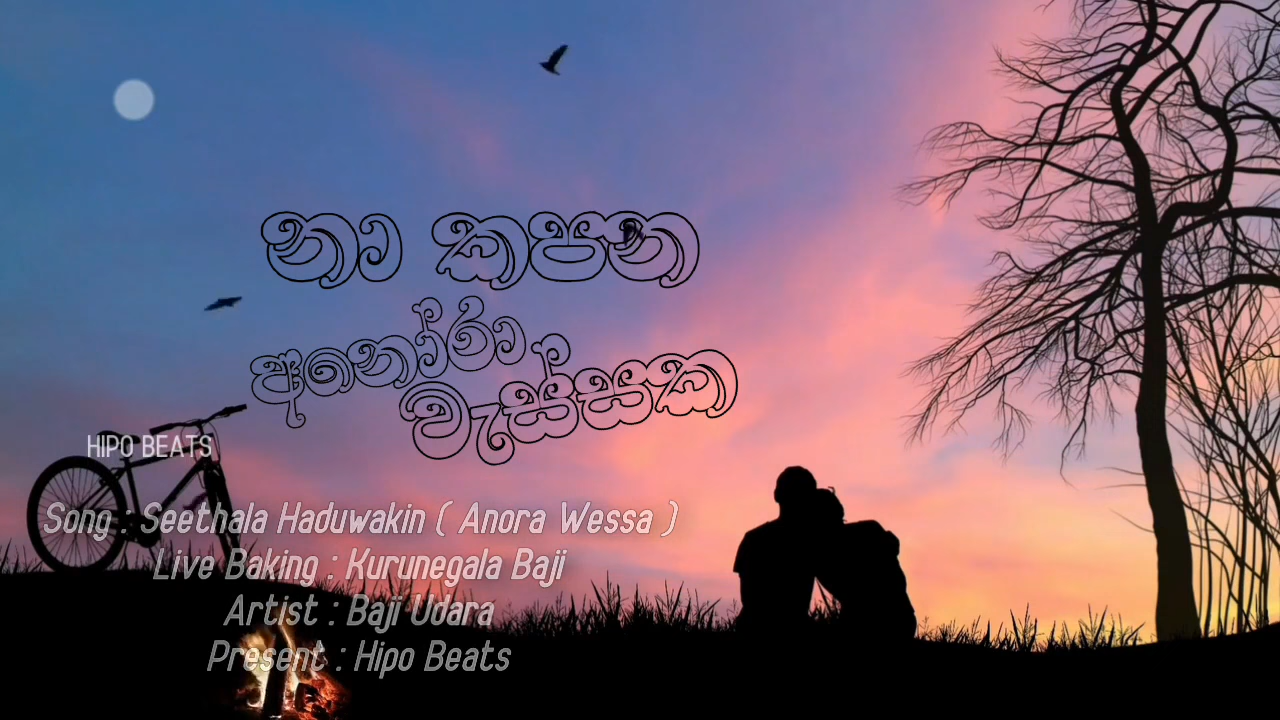 නා කපන
අනෝරා
වැස්සක
HIPO BEATS
Song : Seethala Haduwakin ( Anora Wessa )
Live Baking : Kurunegala Baji
Artist : Baji Udara
Present : Hipo Beats